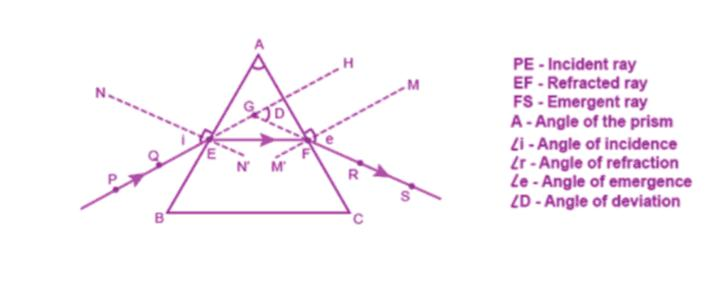 A
H
N
M
G
D
i
E
F
e
Q
N'
M'
P
R
S
B
C
PE - Incident ray
EF - Refracted ray
FS - Emergent ray
A - Angle of the prism
∠i - Angle of incidence
∠r - Angle of refraction
∠e - Angle of emergence
∠D - Angle of deviation